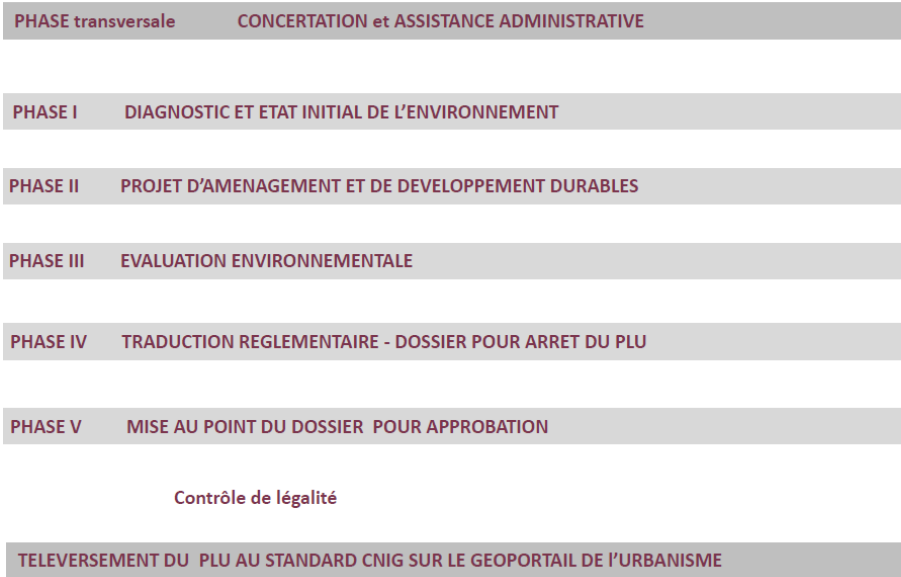 PHASE transversale CONCERTATION et ASSISTANCE ADMINISTRATIVE
PHASE I DIAGNOSTIC ET ETAT INITIAL DE L’ENVIRONNEMENT
PHASE II PROJET D’AMENAGEMENT ET DE DEVELOPPEMENT DURABLES
PHASE III EVALUATION ENVIRONNEMENTALE
PHASE IV TRADUCTION REGLEMENTAIRE - DOSSIER POUR ARRET DU PLU
PHASE V MISE AU POINT DU DOSSIER POUR APPROBATION
Contrôle de légalité
TELEVERSEMENT DU PLU AU STANDARD CNIG SUR LE GEOPORTAIL DE l’URBANISME